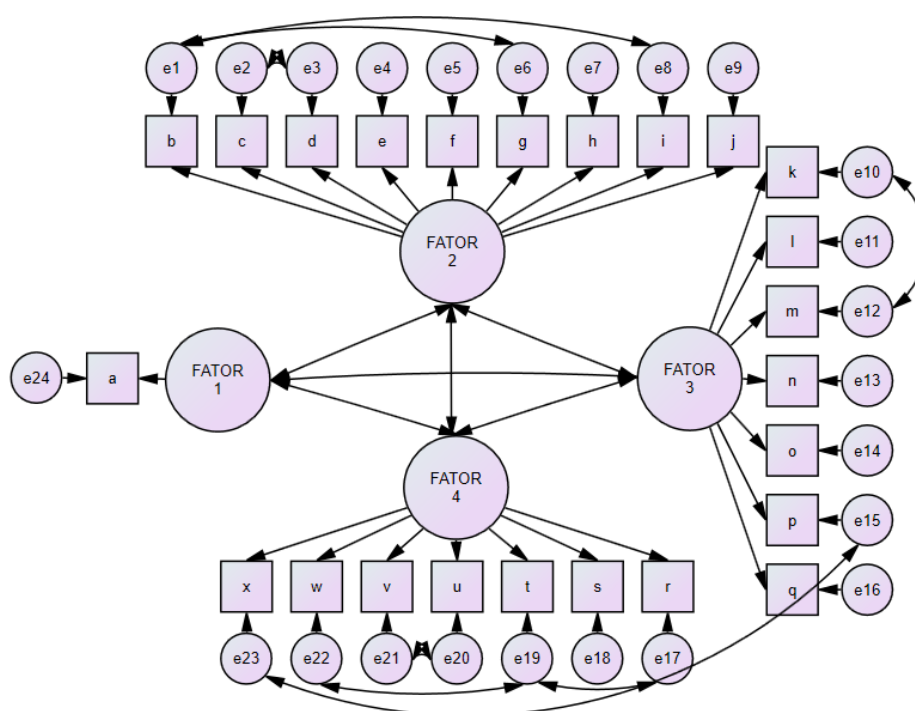 e1 e2 e3 e4 e5 e6 e7 e8 e9
b c d e f g h i j
k e10
FATOR
2
l e11
m e12
FATOR
1
FATOR
3
e24 a
n e13
o e14
FATOR
4
p e15
x w v u t s r
q e16
e23 e22 e21 e20 e19 e18 e17